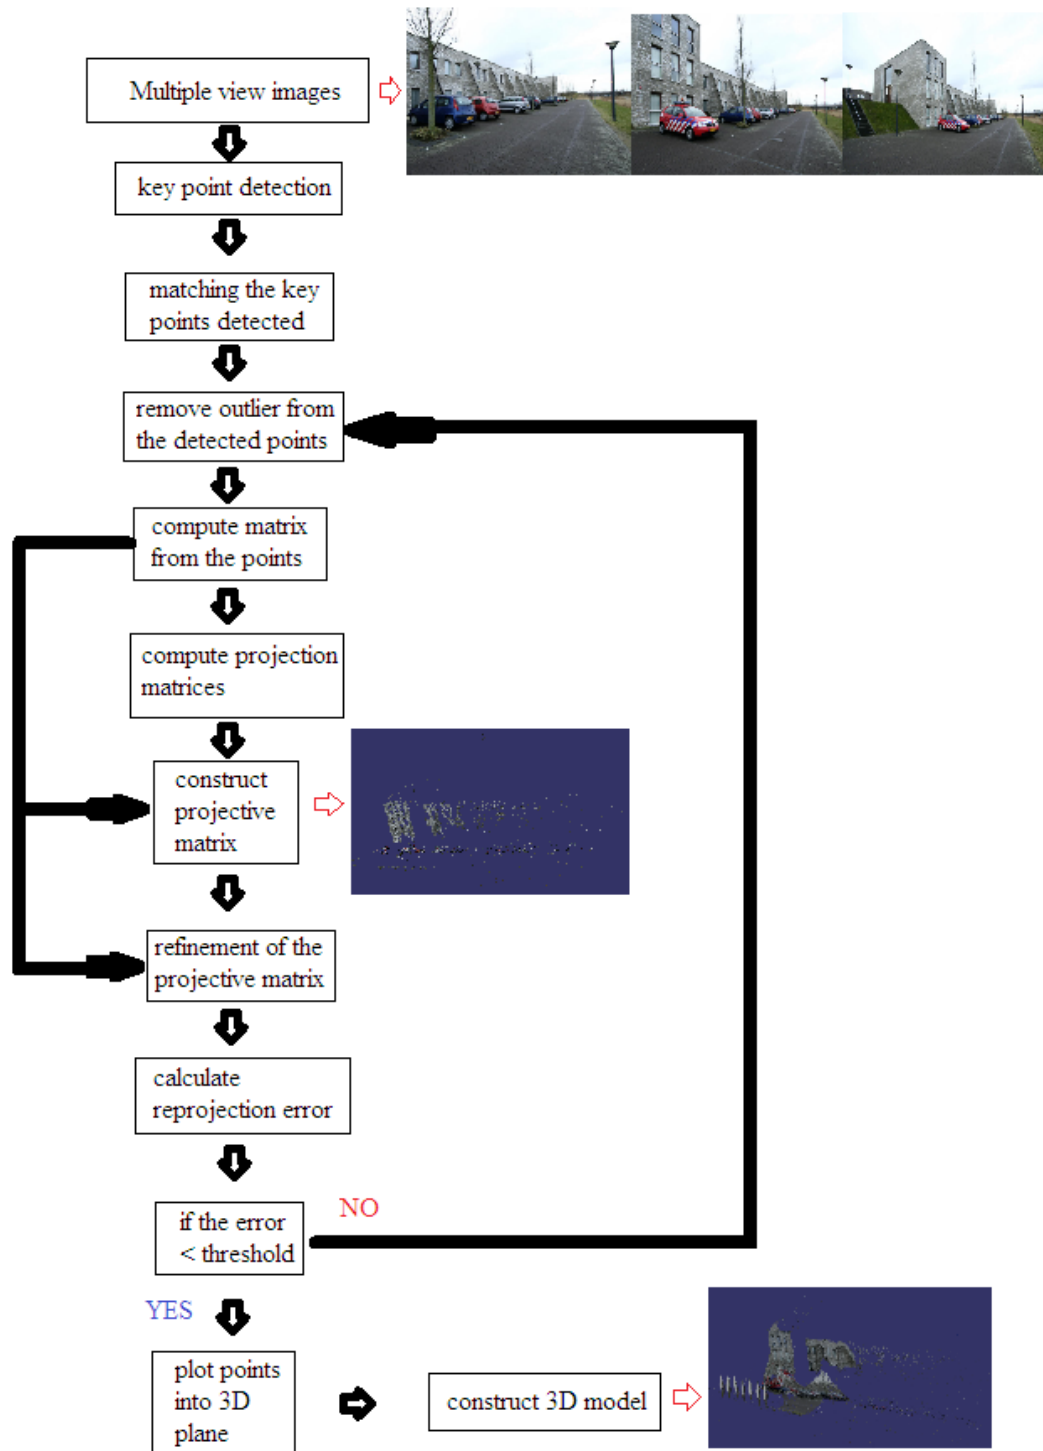 Multiple view images
key point detection
matching the key
points detected
remove outlier from
the detected points
compute matrix
from the points
compute projection
matrices
construct
projective
matrix
refinement of the
projective matrix
calculate
reprojection error
if the error
< threshold
NO
YES
plot points
into 3D
plane
construct 3D model